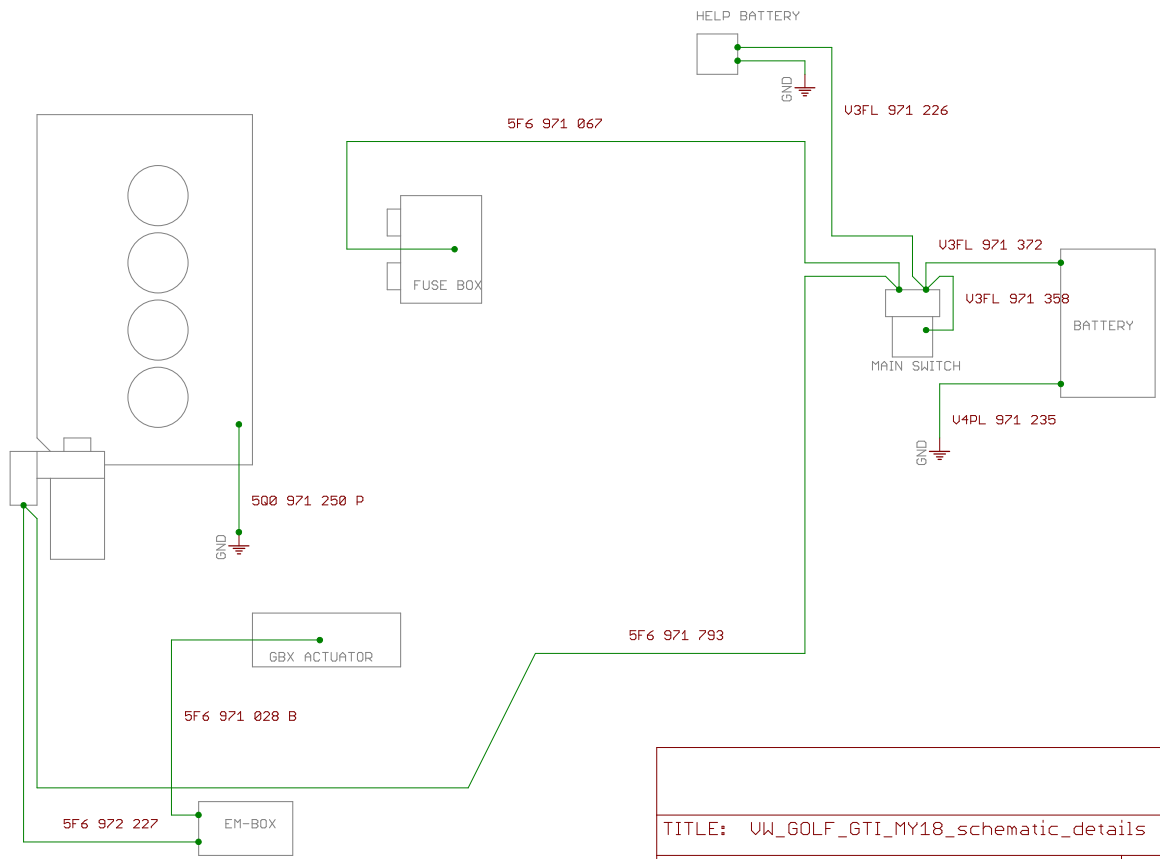 HELP BATTERY
GND
V3FL 971 226
5F6 971 067
V3FL 971 372
FUSE BOX
V3FL 971 358
BATTERY
MAIN SWITCH
V4PL 971 235
GND
5Q0 971 250 P
GND
5F6 971 793
GBX ACTUATOR
5F6 971 028 B
5F6 972 227
EM-BOX
TITLE: VW_GOLF_GTI_MY18_schematic_details